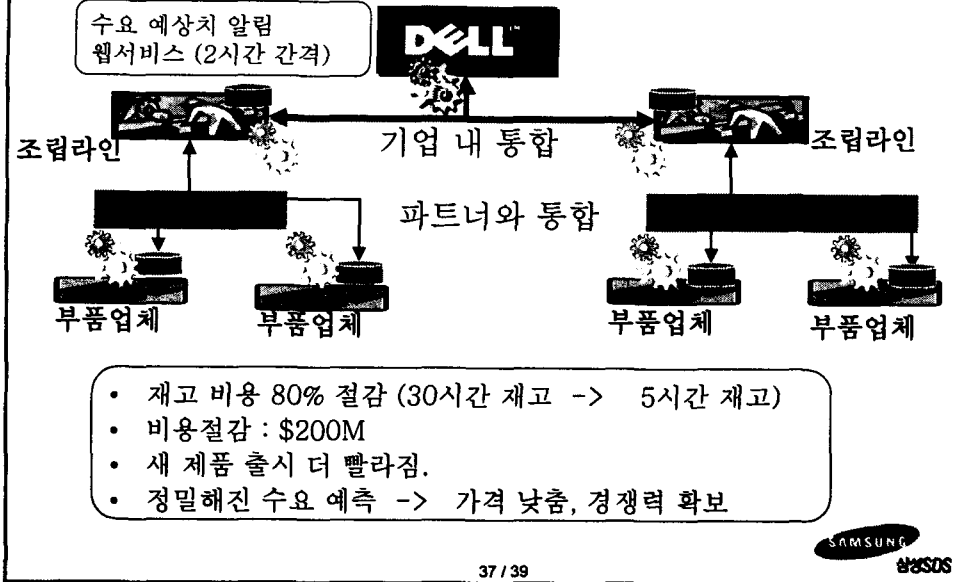 수요 예상치 알림
웹서비스 (2시간 간격)
DELL™
조립라인
기업 내 통합
조립라인
파트너와 통합
부품업체
부품업체
부품업체
부품업체
• 재고 비용 80% 절감 (30시간 재고 -> 5시간 재고)
• 비용절감 : $200M
• 새 제품 출시 더 빨라짐.
• 정밀해진 수요 예측 -> 가격 낮춤, 경쟁력 확보
SAMSUNG
삼성SDS
37 / 39